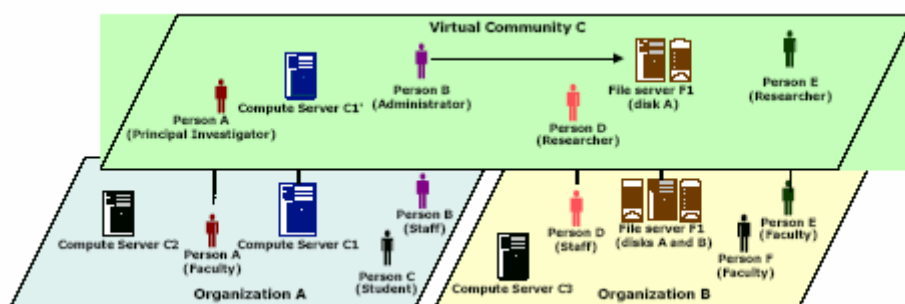 Virtual Community C
Person A
(Principal Investigator)
Compute Server C1'
Person B
(Administrator)
File server F1
(disk A)
Person E
(Researcher)
Person D
(Researcher)
Compute Server C2
Person A
(Faculty)
Compute Server C1
Person B
(Staff)
Person C
(Student)
Organization A
Person D
(Staff)
File server F1
(disks A and B)
Person E
(Faculty)
Person F
(Faculty)
Compute Server C3
Organization B